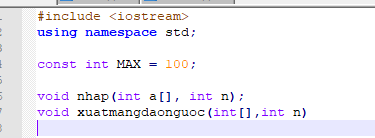 #include <iostream>
using namespace std;
const int MAX = 100;
void nhap(int a[], int n);
void xuatmangdaonguoc(int[],int n)